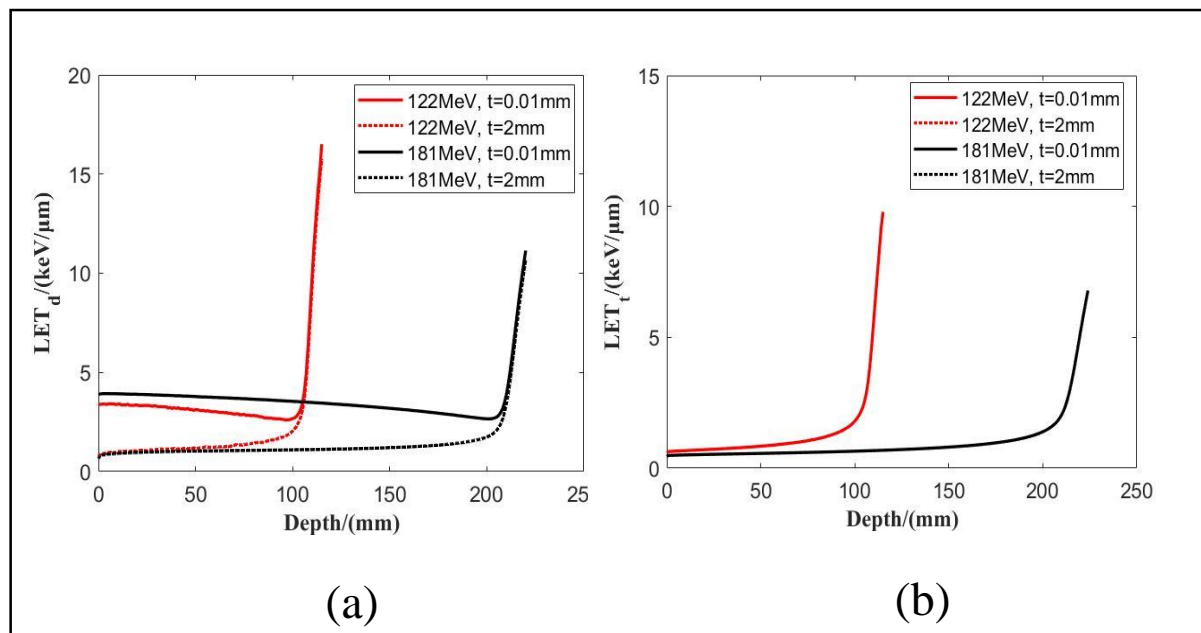 20
15
10
5
0
0
50
100
150
200
25
LET_d/(keV/μm)
Depth/(mm)
122MeV, t=0.01mm
122MeV, t=2mm
181MeV, t=0.01mm
181MeV, t=2mm
(a)
15
10
5
0
0
50
100
150
200
250
LET_t/(keV/μm)
Depth/(mm)
122MeV, t=0.01mm
122MeV, t=2mm
181MeV, t=0.01mm
181MeV, t=2mm
(b)